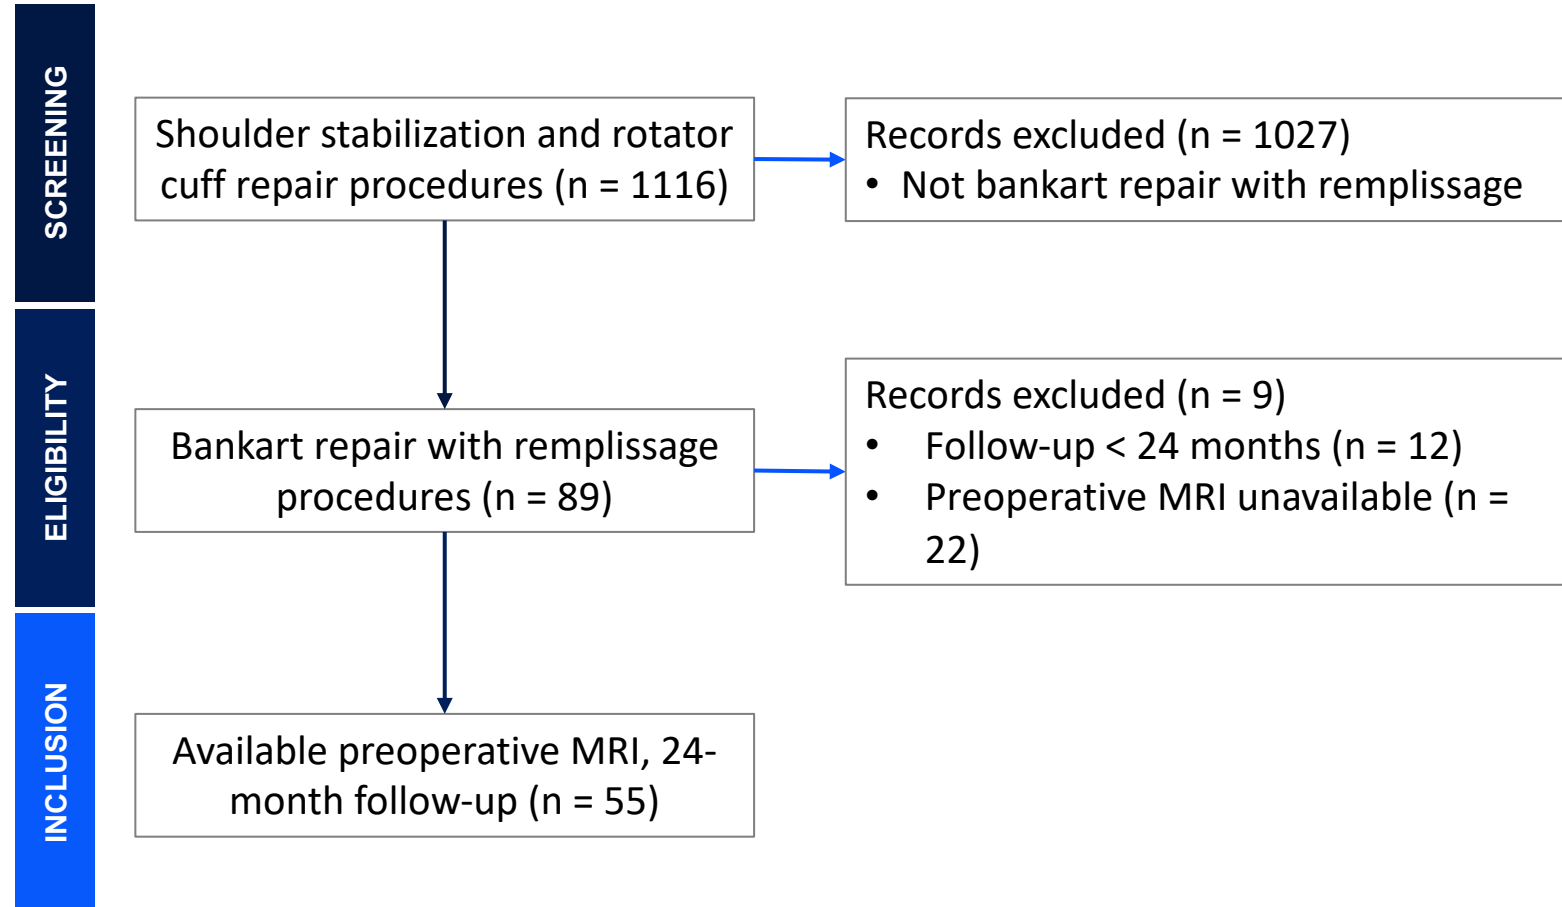 SCREENING
Shoulder stabilization and rotator
cuff repair procedures (n = 1116)
Records excluded (n = 1027)
• Not bankart repair with remplissage
ELIGIBILITY
Bankart repair with remplissage
procedures (n = 89)
Records excluded (n = 9)
• Follow-up < 24 months (n = 12)
• Preoperative MRI unavailable (n =
22)
INCLUSION
Available preoperative MRI, 24-
month follow-up (n = 55)